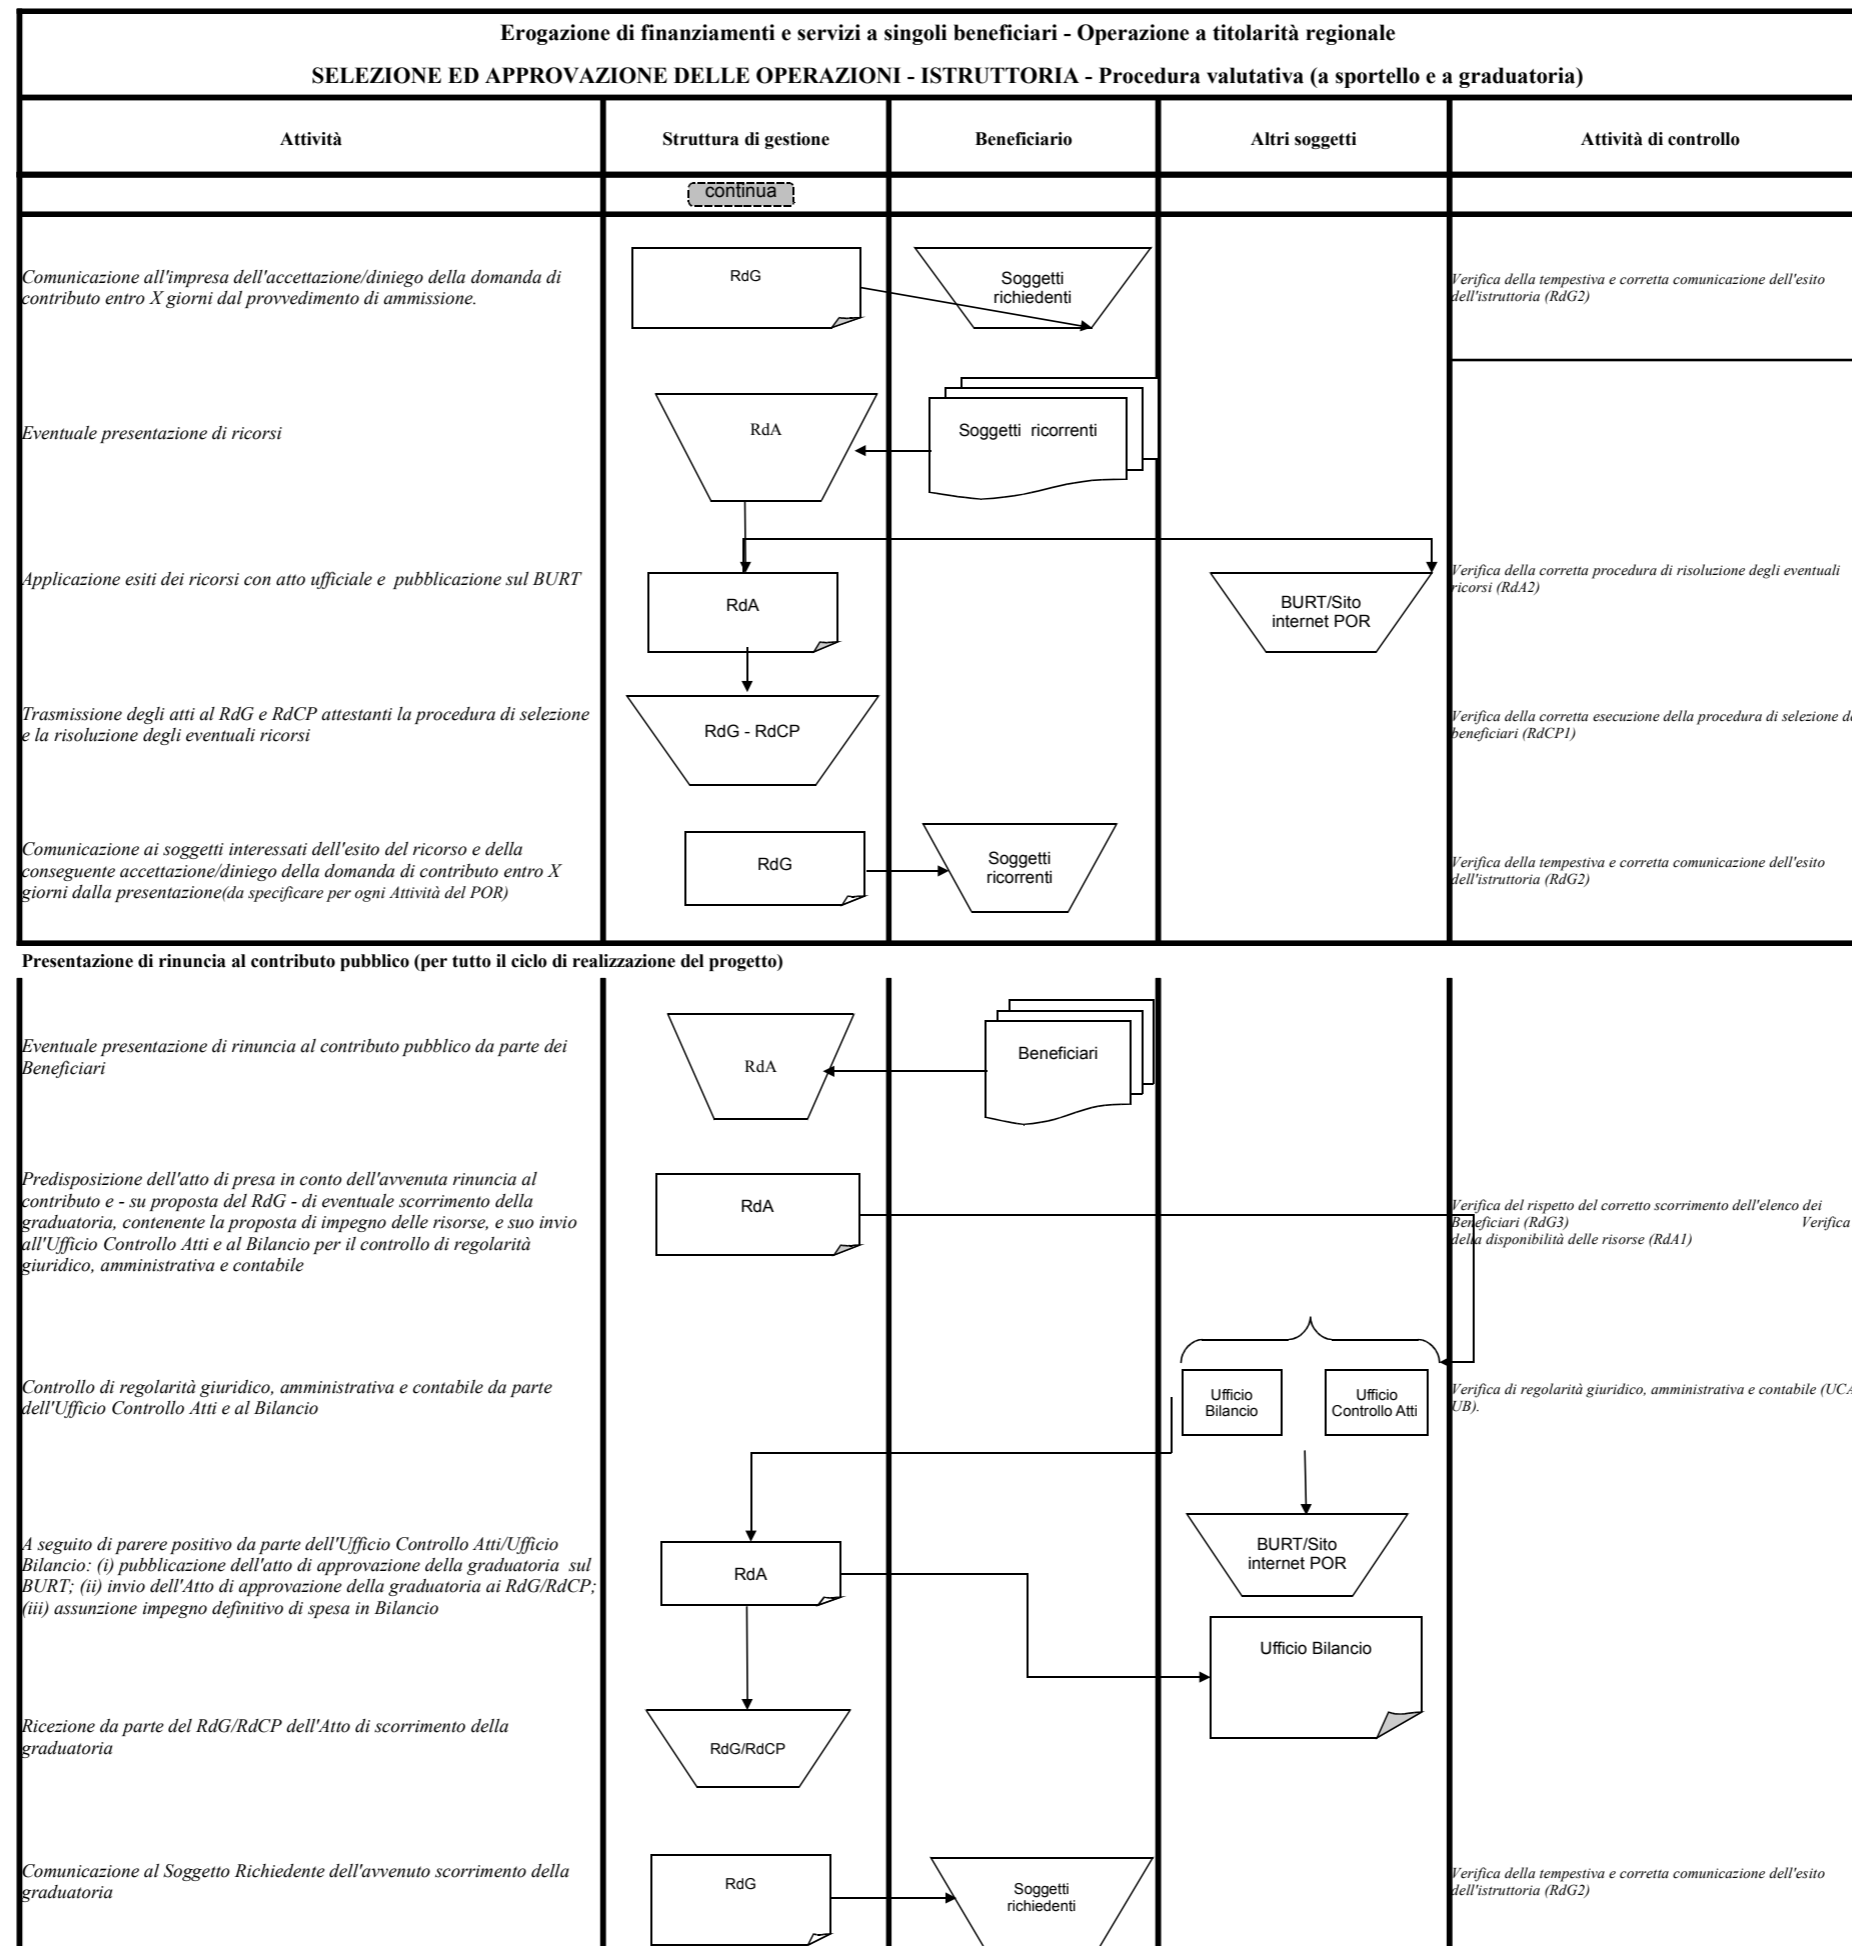 Erogazione di finanziamenti e servizi a singoli beneficiari - Operazione a titolarità regionale
SELEZIONE ED APPROVAZIONE DELLE OPERAZIONI - ISTRUTTORIA - Procedura valutativa (a sportello e a graduatoria)
Attività
Struttura di gestione
Beneficiario
Altri soggetti
Attività di controllo
continua
Comunicazione all'impresa dell'accettazione/diniego della domanda di
contributo entro X giorni dal provvedimento di ammissione.
RdG
Soggetti
richiedenti
Verifica della tempestiva e corretta comunicazione dell'esito
dell'istruttoria (RdG2)
Eventuale presentazione di ricorsi
RdA
Soggetti ricorrenti
Applicazione esiti dei ricorsi con atto ufficiale e pubblicazione sul BURT
RdA
BURT/Sito
internet POR
Verifica della corretta procedura di risoluzione degli eventuali
ricorsi (RdA2)
Trasmissione degli atti al RdG e RdCP attestanti la procedura di selezione
e la risoluzione degli eventuali ricorsi
RdG - RdCP
Verifica della corretta esecuzione della procedura di selezione
beneficiari (RdCP1)
Comunicazione ai soggetti interessati dell'esito del ricorso e della
conseguente accettazione/diniego della domanda di contributo entro X
giorni dalla presentazione(da specificare per ogni Attività del POR)
RdG
Soggetti
ricorrenti
Verifica della tempestiva e corretta comunicazione dell'esito
dell'istruttoria (RdG2)
Presentazione di rinuncia al contributo pubblico (per tutto il ciclo di realizzazione del progetto)
Eventuale presentazione di rinuncia al contributo pubblico da parte dei
Beneficiari
RdA
Beneficiari
Predisposizione dell'atto di presa in conto dell'avvenuta rinuncia al
contributo e - su proposta del RdG - di eventuale scorrimento della
graduatoria, contenente la proposta di impegno delle risorse, e suo invio
all'Ufficio Controllo Atti e al Bilancio per il controllo di regolarità
giuridico, amministrativa e contabile
RdA
Verifica del rispetto del corretto scorrimento dell'elenco dei
Beneficiari (RdG3) Verifica
della disponibilità delle risorse (RdA1)
Controllo di regolarità giuridico, amministrativa e contabile da parte
dell'Ufficio Controllo Atti e al Bilancio
Ufficio
Bilancio
Ufficio
Controllo Atti
Verifica di regolarità giuridico, amministrativa e contabile (UCA
UB).
A seguito di parere positivo da parte dell'Ufficio Controllo Atti/Ufficio
Bilancio: (i) pubblicazione dell'atto di approvazione della graduatoria sul
BURT; (ii) invio dell'Atto di approvazione della graduatoria ai RdG/RdCP;
(iii) assunzione impegno definitivo di spesa in Bilancio
RdA
BURT/Sito
internet POR
Ufficio Bilancio
Ricezione da parte del RdG/RdCP dell'Atto di scorrimento della
graduatoria
RdG/RdCP
Comunicazione al Soggetto Richiedente dell'avvenuto scorrimento della
graduatoria
RdG
Soggetti
richiedenti
Verifica della tempestiva e corretta comunicazione dell'esito
dell'istruttoria (RdG2)